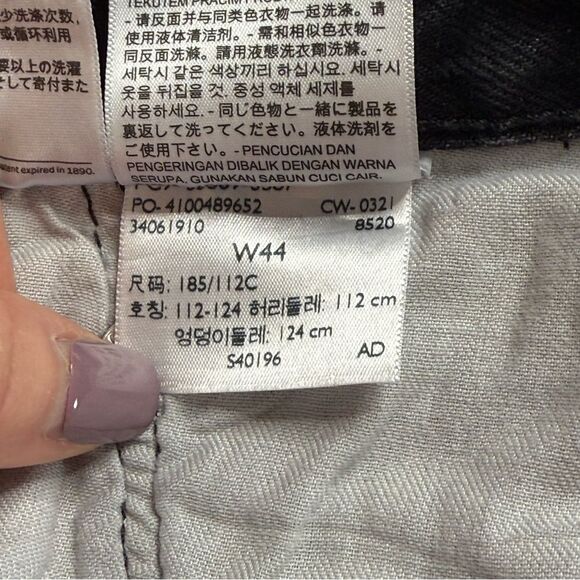 少洗涤次数,
或循环利用
要以上の洗濯
そして寄付また
tent expired in 1890.
- 请反面并与同类色衣物一起洗涤。请
使用液体清洁剂。- 需和相似色衣物一
同反面洗滌。請用液態洗衣劑洗滌。-
세탁시 같은 색상끼리 하십시요. 세탁시
옷을 뒤집을 것. 중성 액체 세제를
사용하세요. - 同じ色物と一緒に製品を
裏返して洗ってください。液体洗剤をご
使用下さい。- PENCUCIAN DAN
PENGERINGAN DIBALIK DENGAN WARNA
SERUPA. GUNAKAN SABUN CUCI CAIR.
PO- 4100489652 CW- 0321
34061910 8520
W44
尺码: 185/112C
호칭: 112-124 허리둘레: 112 cm
엉덩이둘레: 124 cm
S40196 AD